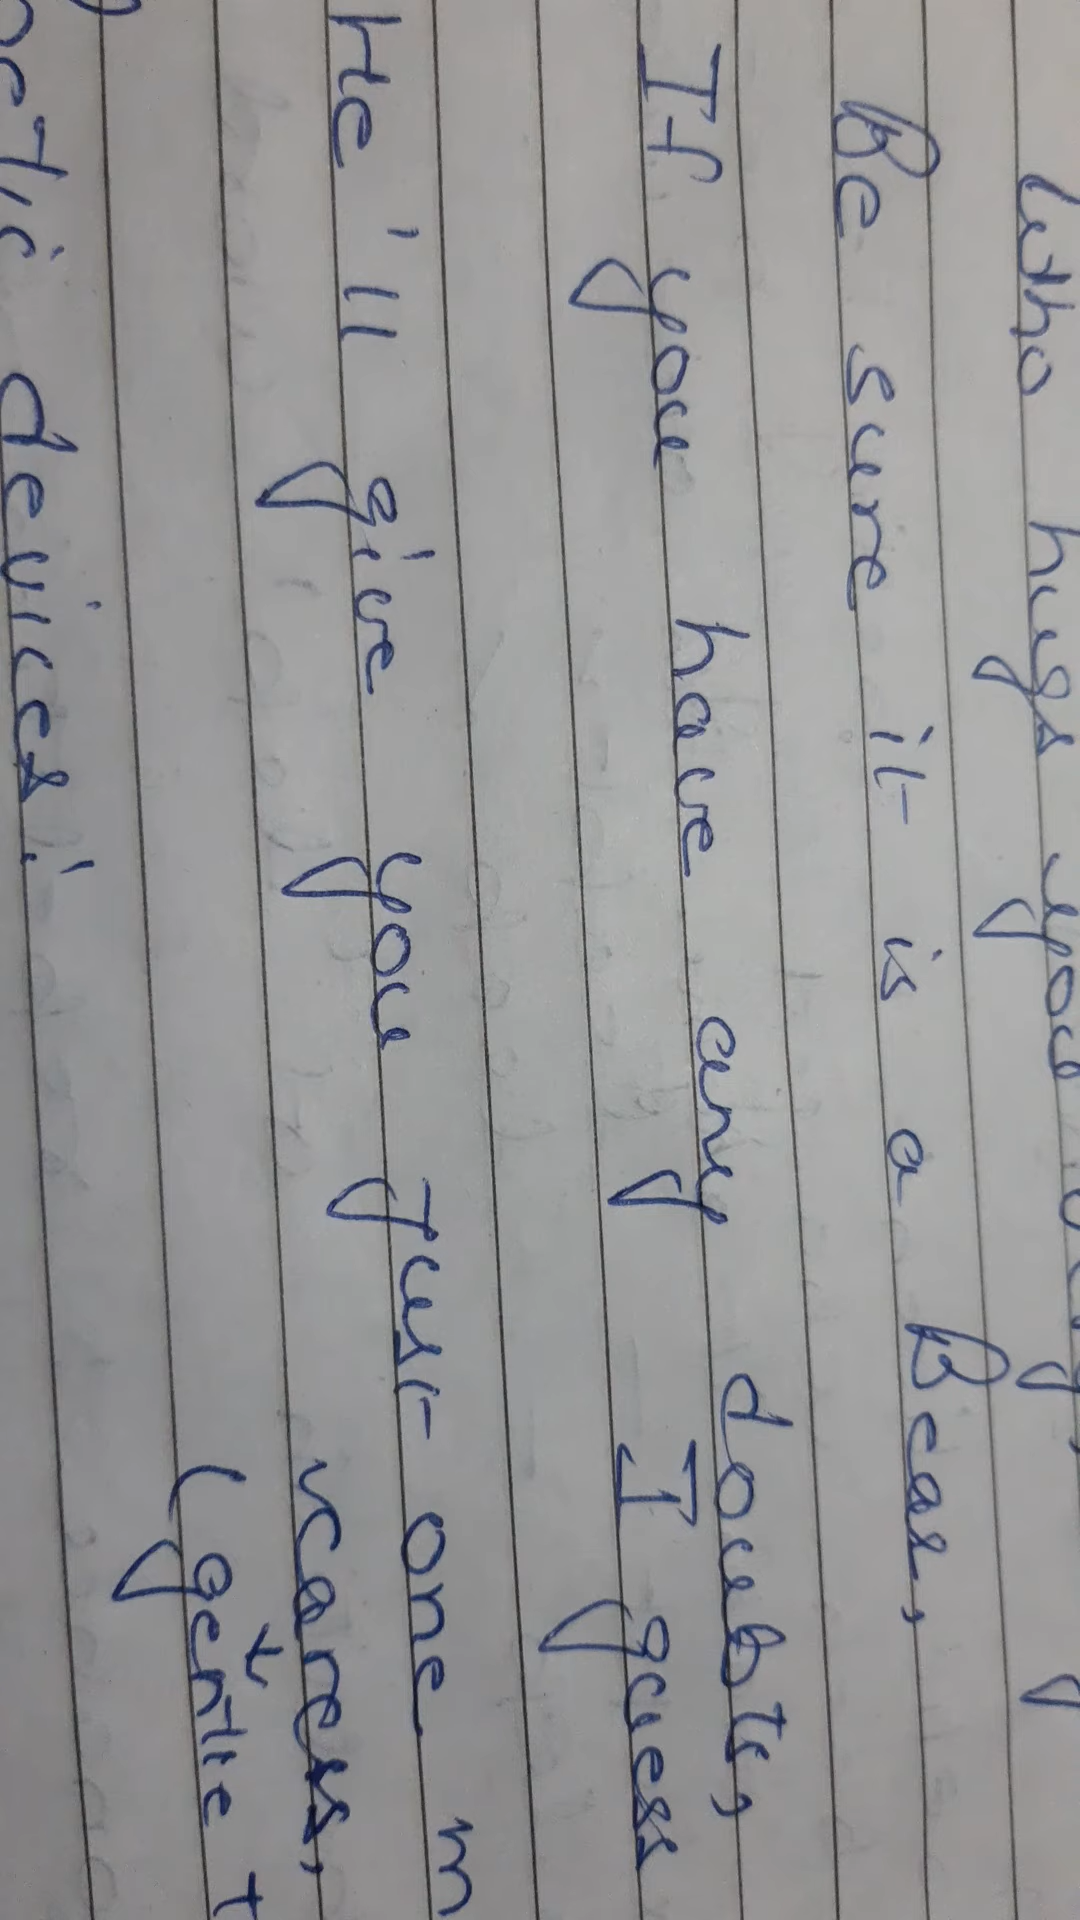 who hugs you
Be sure it is a Bear,
If you have any doubts,
I guess
He'll give you just one
caress,
(gentle
devices: